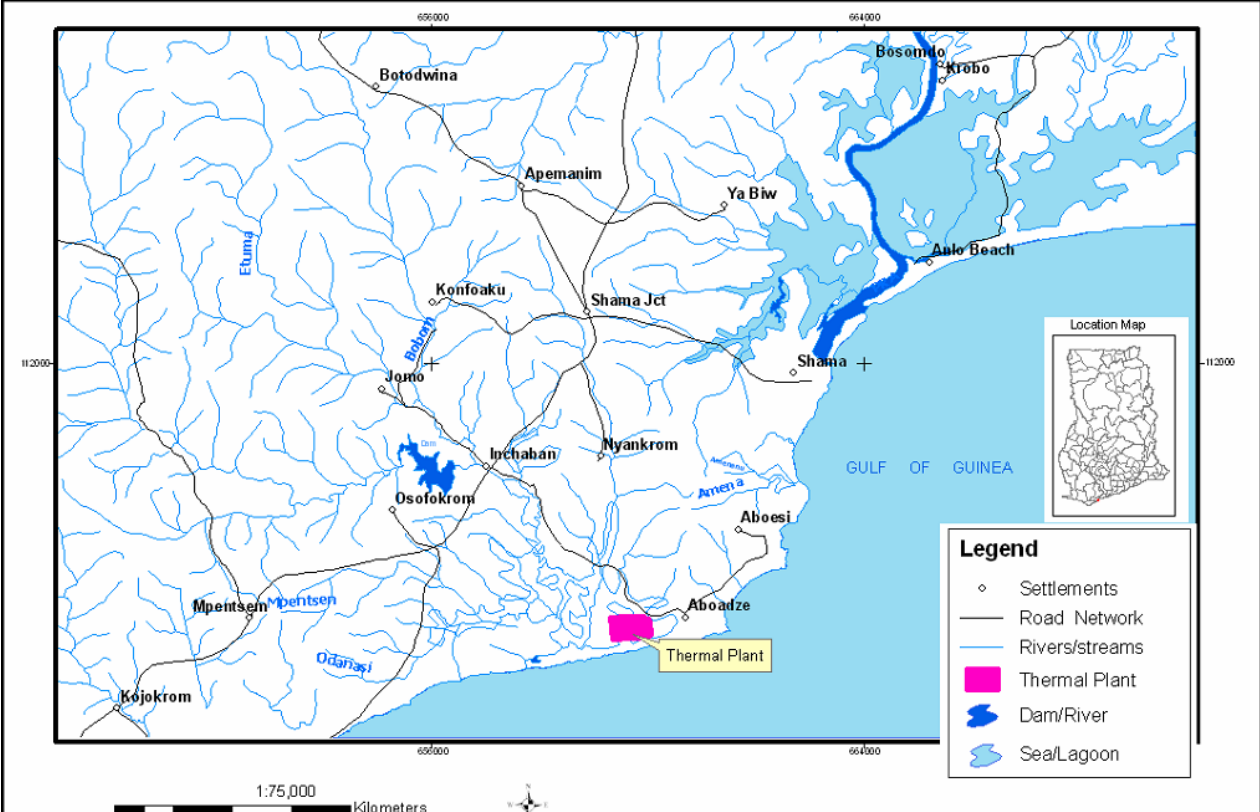 656000 664000
Bosomdo
Krobo
Botodwina
Apemanim
Ya Biw
Etuma
Anlo Beach
Konfoaku
Shama Jct
Bobom
Location Map
112000 112000
Shama
Jomo
Dam
Inchaban
Nyankrom
GULF OF GUINEA
Amena
Osofokrom
Aboesi
Legend
Settlements
Mpentsem
Mpentsen
Aboadze
Road Network
Rivers/streams
Thermal Plant
Odanasi
Thermal Plant
Kojokrom
Dam/River
656000 664000
Sea/Lagoon
1:75,000
Kilometers
N
W E